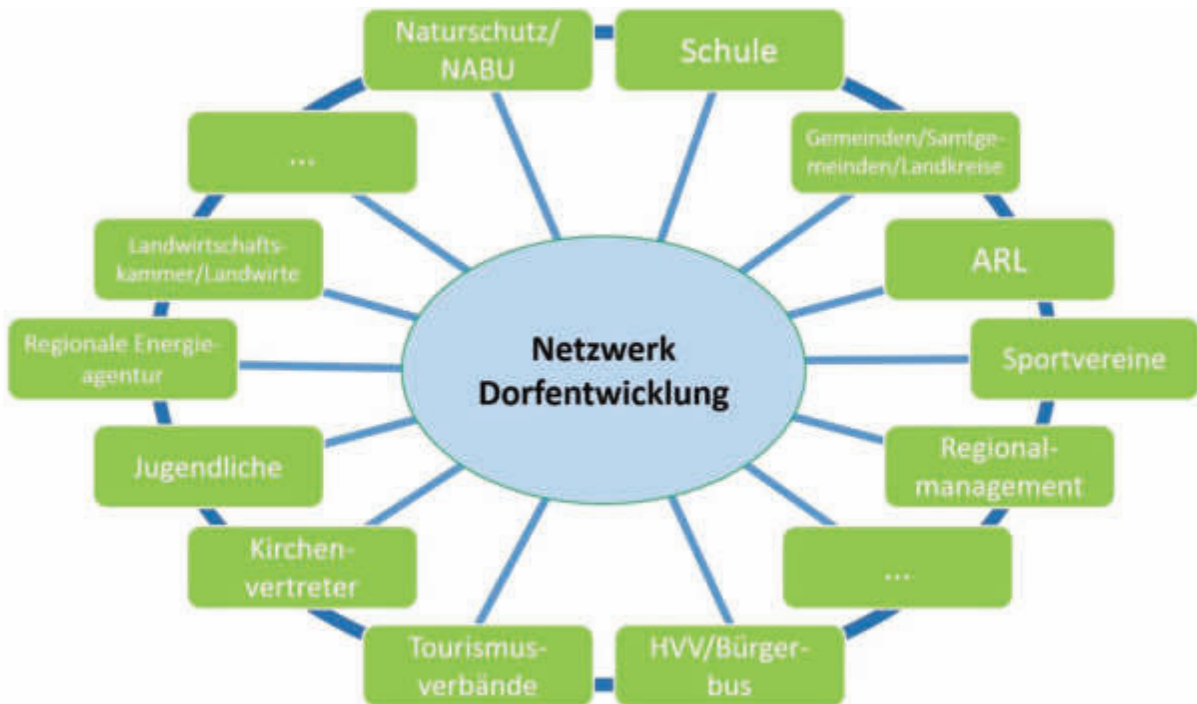 Naturschutz/
NABU
Schule
...
Gemeinden/Samtge-
meinden/Landkreise
Landwirtschafts-
kammer/Landwirte
ARL
Netzwerk
Dorfentwicklung
Regionale Energie-
agentur
Sportvereine
Jugendliche
Regional-
management
Kirchen-
vertreter
...
Tourismus-
verbände
HVV/Bürger-
bus